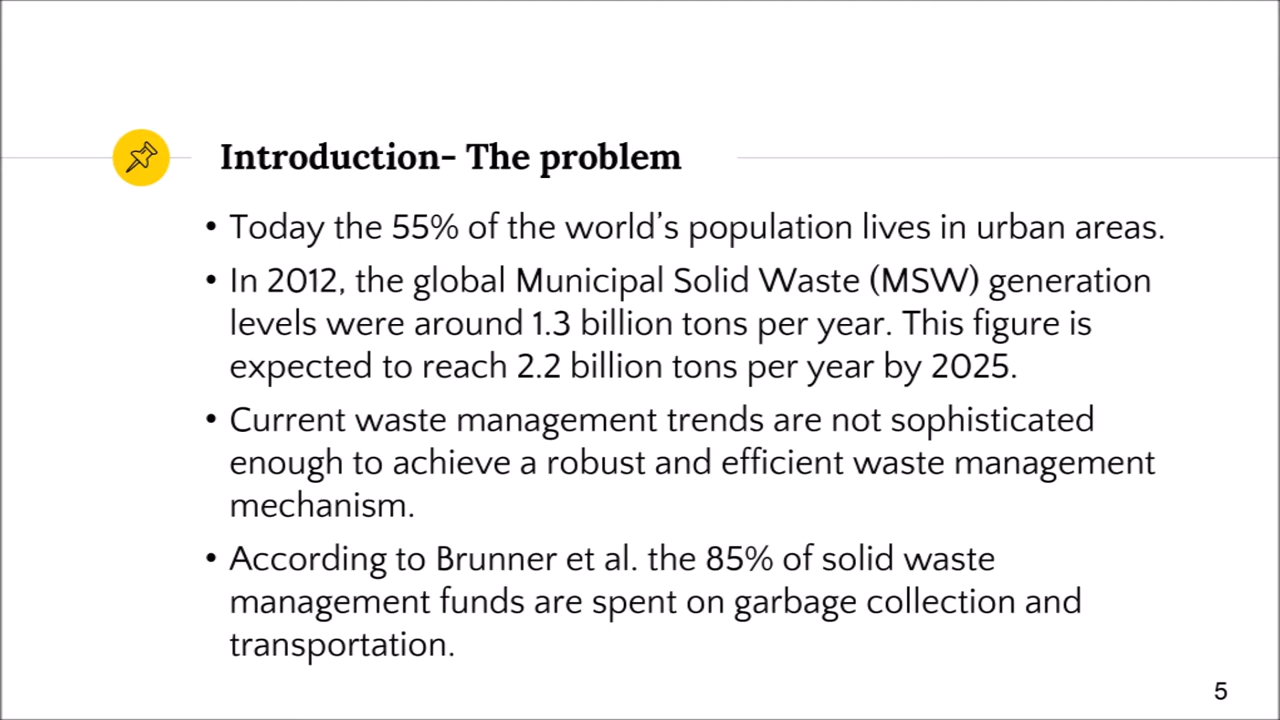 Introduction- The problem
• Today the 55% of the world's population lives in urban areas.
• In 2012, the global Municipal Solid Waste (MSW) generation
levels were around 1.3 billion tons per year. This figure is
expected to reach 2.2 billion tons per year by 2025.
• Current waste management trends are not sophisticated
enough to achieve a robust and efficient waste management
mechanism.
• According to Brunner et al. the 85% of solid waste
management funds are spent on garbage collection and
transportation.
5